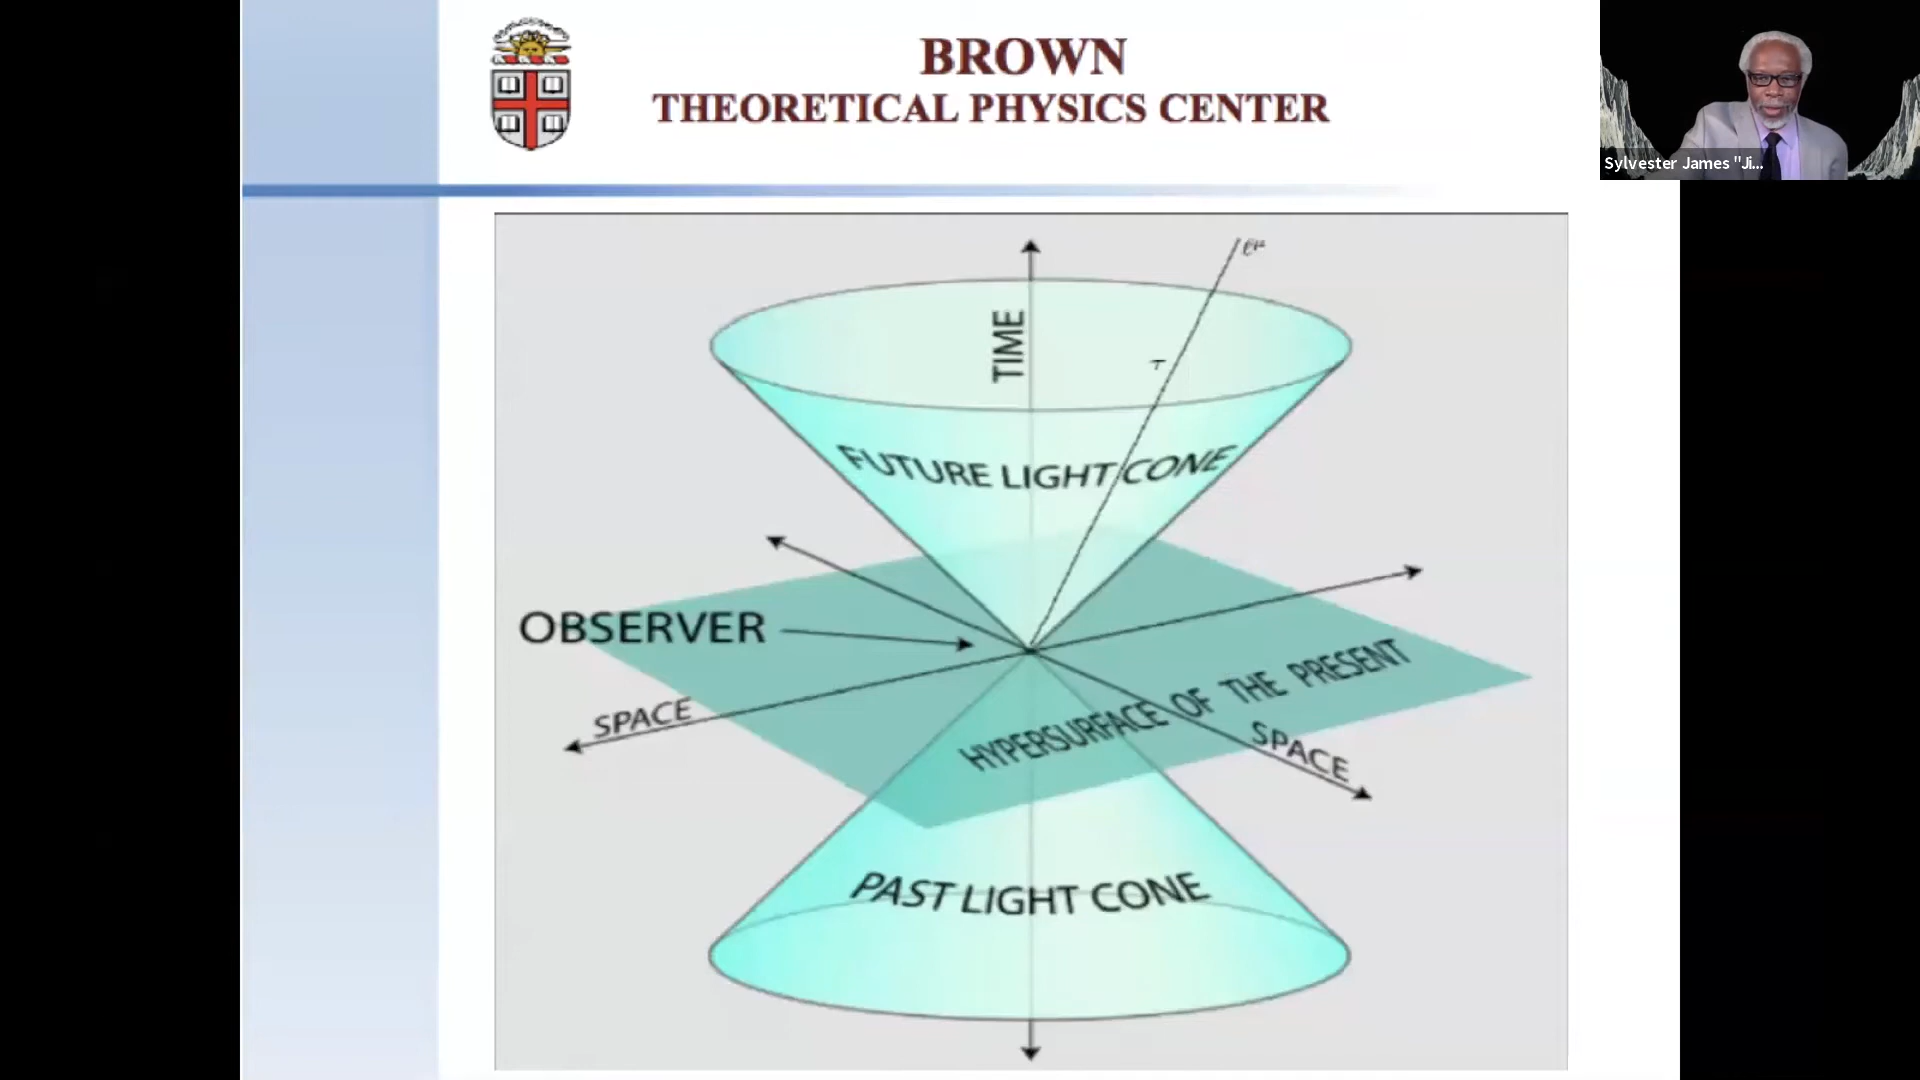 BROWN
THEORETICAL PHYSICS CENTER
Sylvester James "Ji...
TIME
τ
FUTURE LIGHT CONE
OBSERVER
SPACE
HYPERSURFACE OF THE PRESENT
SPACE
PAST LIGHT CONE